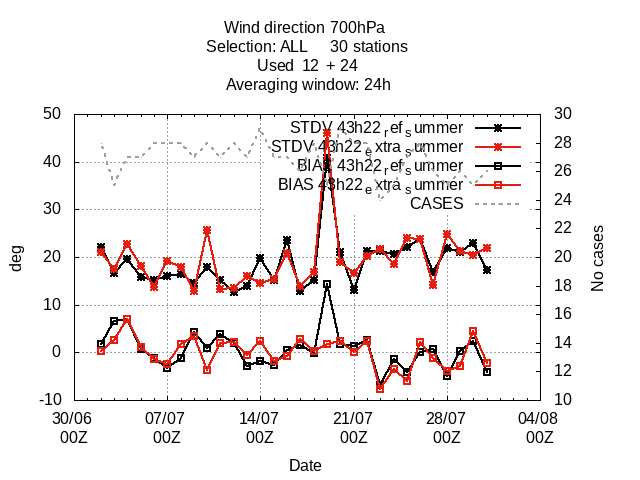 Wind direction 700hPa
Selection: ALL 30 stations
Used 12 + 24
Averaging window: 24h
50 30
STDV 43h22_ref_summer
28
STDV 43h22_extra_summer
40
BIAS 43h22_ref_summer
26
BIAS 43h22_extra_summer
24
CASES
30
22
20 20
deg
No cases
18
10
16
14
0
12
-10 10
30/06 07/07 14/07 21/07 28/07 04/08
00Z 00Z 00Z 00Z 00Z 00Z
Date